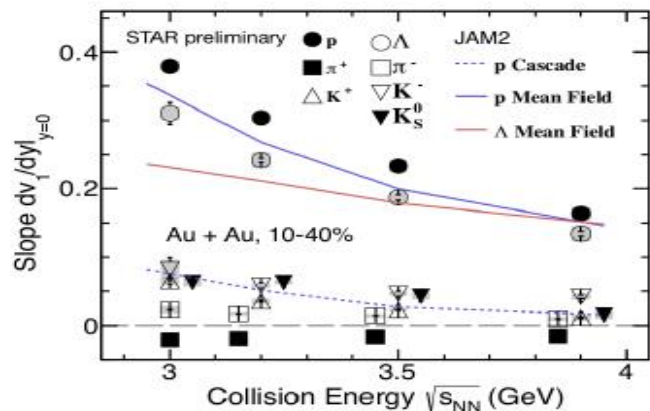 STAR preliminary
p
Λ
π⁺
π⁻
K⁺
K⁻
K⁰S
JAM2
p Cascade
p Mean Field
Λ Mean Field
Au + Au, 10-40%
0.4
0.2
0
Slope dv₁/dy|y=0
3
3.5
4
Collision Energy √sNN (GeV)